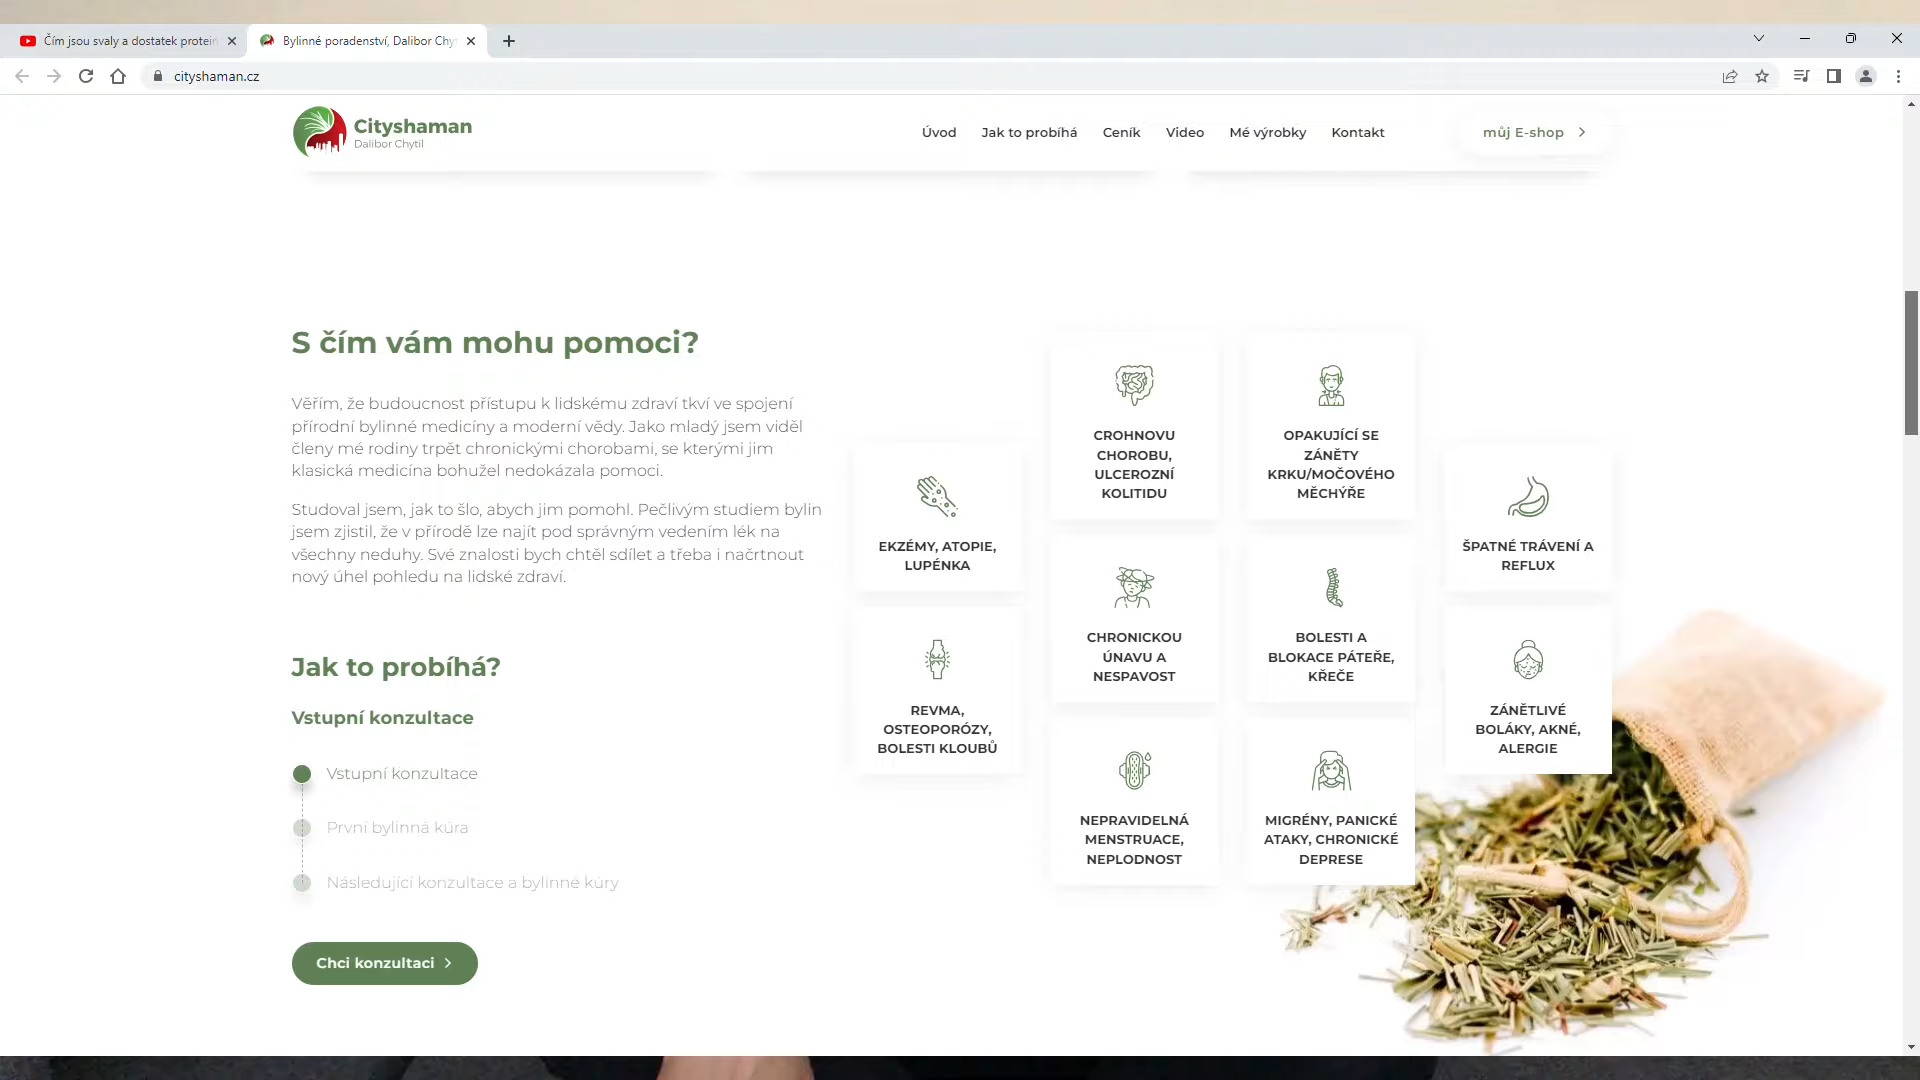 Čím jsou svaly a dostatek protein
Bylinné poradenství, Dalibor Chy
cityshaman.cz
Cityshaman
Dalibor Chytil
Úvod
Jak to probíhá
Ceník
Video
Mé výrobky
Kontakt
můj E-shop
S čím vám mohu pomoci?
Věřím, že budoucnost přístupu k lidskému zdraví tkví ve spojení
přírodní bylinné medicíny a moderní vědy. Jako mladý jsem viděl
členy mé rodiny trpět chronickými chorobami, se kterými jim
klasická medicína bohužel nedokázala pomoci.
Studoval jsem, jak to šlo, abych jim pomohl. Pečlivým studiem bylin
jsem zjistil, že v přírodě lze najít pod správným vedením lék na
všechny neduhy. Své znalosti bych chtěl sdílet a třeba i načrtnout
nový úhel pohledu na lidské zdraví.
Jak to probíhá?
Vstupní konzultace
Vstupní konzultace
První bylinná kúra
Následující konzultace a bylinné kúry
Chci konzultaci
EKZÉMY, ATOPIE,
LUPÉNKA
REVMA,
OSTEOPORÓZY,
BOLESTI KLOUBŮ
CROHNOVU
CHOROBU,
ULCEROZNÍ
KOLITIDU
CHRONICKOU
ÚNAVU A
NESPAVOST
NEPRAVIDELNÁ
MENSTRUACE,
NEPLODNOST
OPAKUJÍCÍ SE
ZÁNĚTY
KRKU/MOČOVÉHO
MĚCHÝŘE
BOLESTI A
BLOKACE PÁTEŘE,
KŘEČE
MIGRÉNY, PANICKÉ
ATAKY, CHRONICKÉ
DEPRESE
ŠPATNÉ TRÁVENÍ A
REFLUX
ZÁNĚTLIVÉ
BOLÁKY, AKNÉ,
ALERGIE